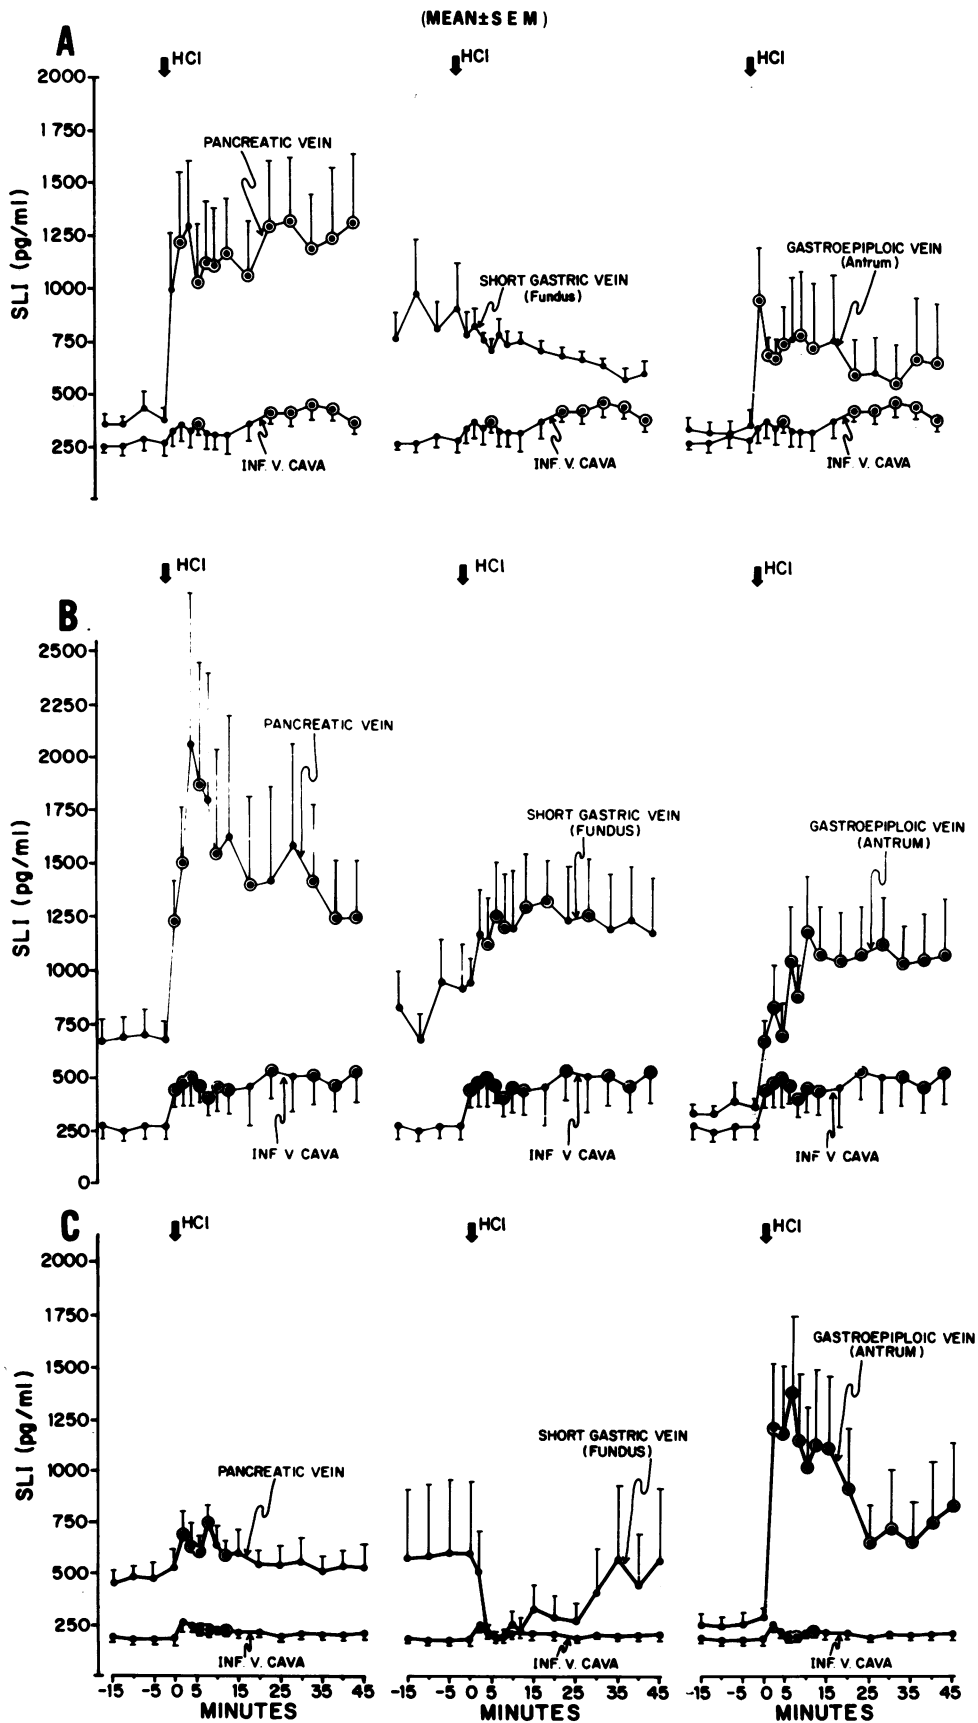 (MEAN±SEM)
A
HCl HCl HCl
2000
1750
1500
1250
1000
750
500
250
SLI (pg/ml)
PANCREATIC VEIN
SHORT GASTRIC VEIN
(Fundus)
GASTROEPIPLOIC VEIN
(Antrum)
INF. V. CAVA INF. V. CAVA INF. V. CAVA
HCl HCl HCl
B
2500
2250
2000
1750
1500
1250
1000
750
500
250
0
SLI (pg/ml)
PANCREATIC VEIN
SHORT GASTRIC VEIN
(FUNDUS)
GASTROEPIPLOIC VEIN
(ANTRUM)
INF V CAVA INF V CAVA INF V CAVA
C
HCl HCl HCl
2000
1750
1500
1250
1000
750
500
250
SLI (pg/ml)
PANCREATIC VEIN
SHORT GASTRIC VEIN
(FUNDUS)
GASTROEPIPLOIC VEIN
(ANTRUM)
INF. V. CAVA INF. V. CAVA INF. V. CAVA
-15 -5 0 5 15 25 35 45 -15 -5 0 5 15 25 35 45 -15 -5 0 5 15 25 35 45
MINUTES MINUTES MINUTES